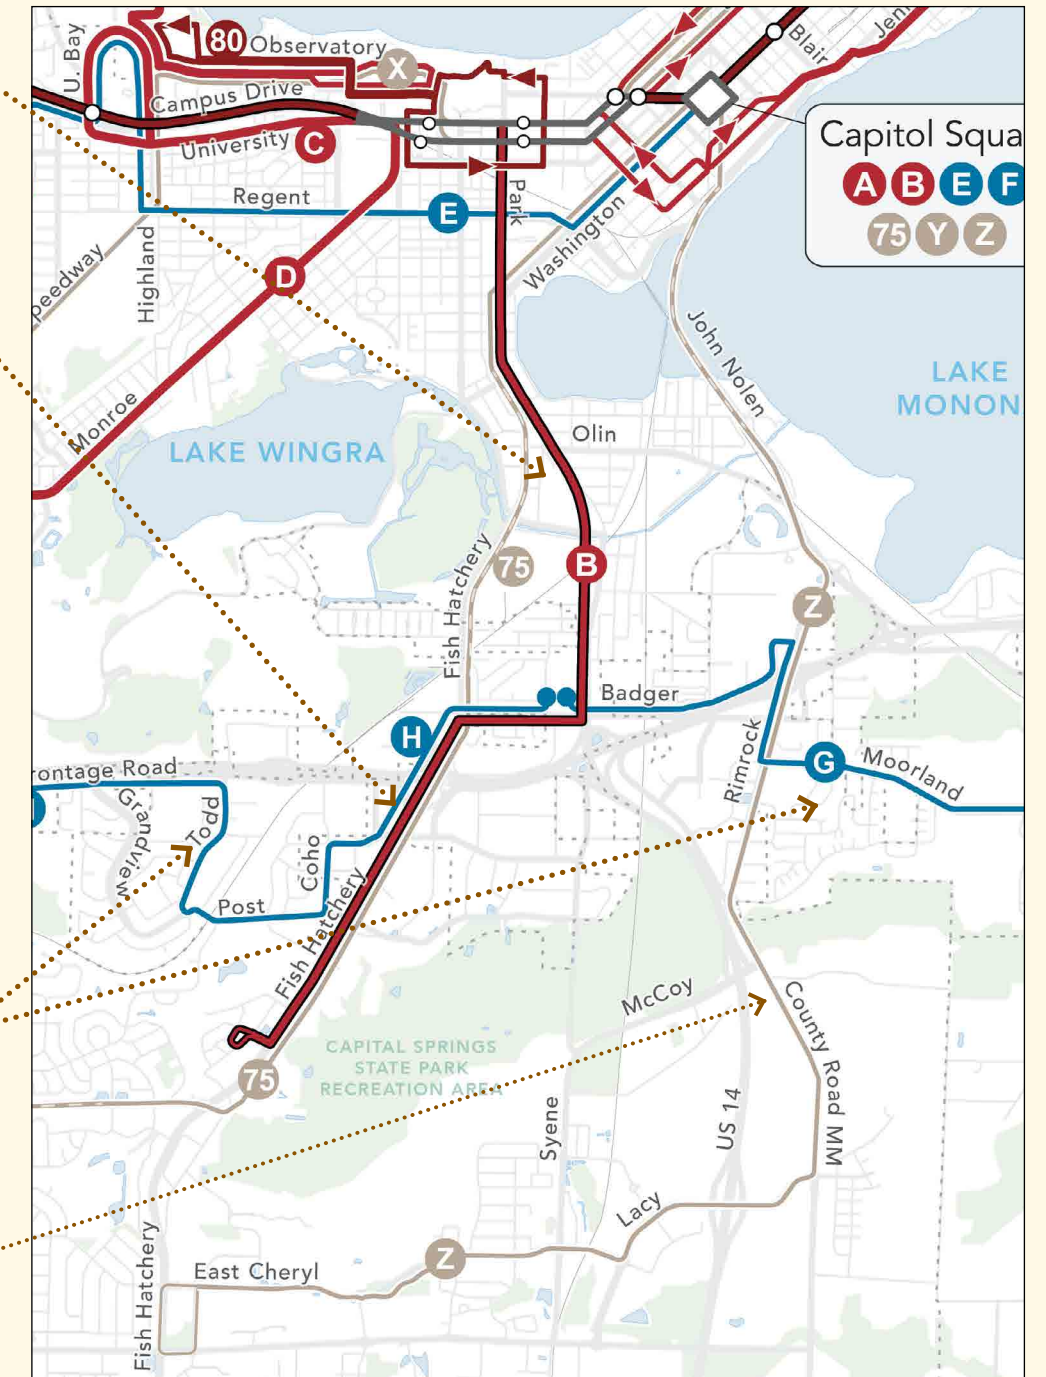 U. Bay
80
Observatory
X
Blair
Jeni
Campus Drive
University
C
Capitol Squa
A B E F
75 Y Z
Regent
E
Park
Washington
peedway
Highland
D
John Nolen
LAKE
MONON
Monroe
LAKE WINGRA
Olin
Fish Hatchery
75
B
Z
Badger
H
Rimrock
G
Moorland
rontage Road
Grandview
Todd
Coho
Post
Fish Hatchery
McCoy
County Road MM
CAPITAL SPRINGS
STATE PARK
RECREATION AREA
75
Syene
US 14
Lacy
Z
East Cheryl
Fish Hatchery